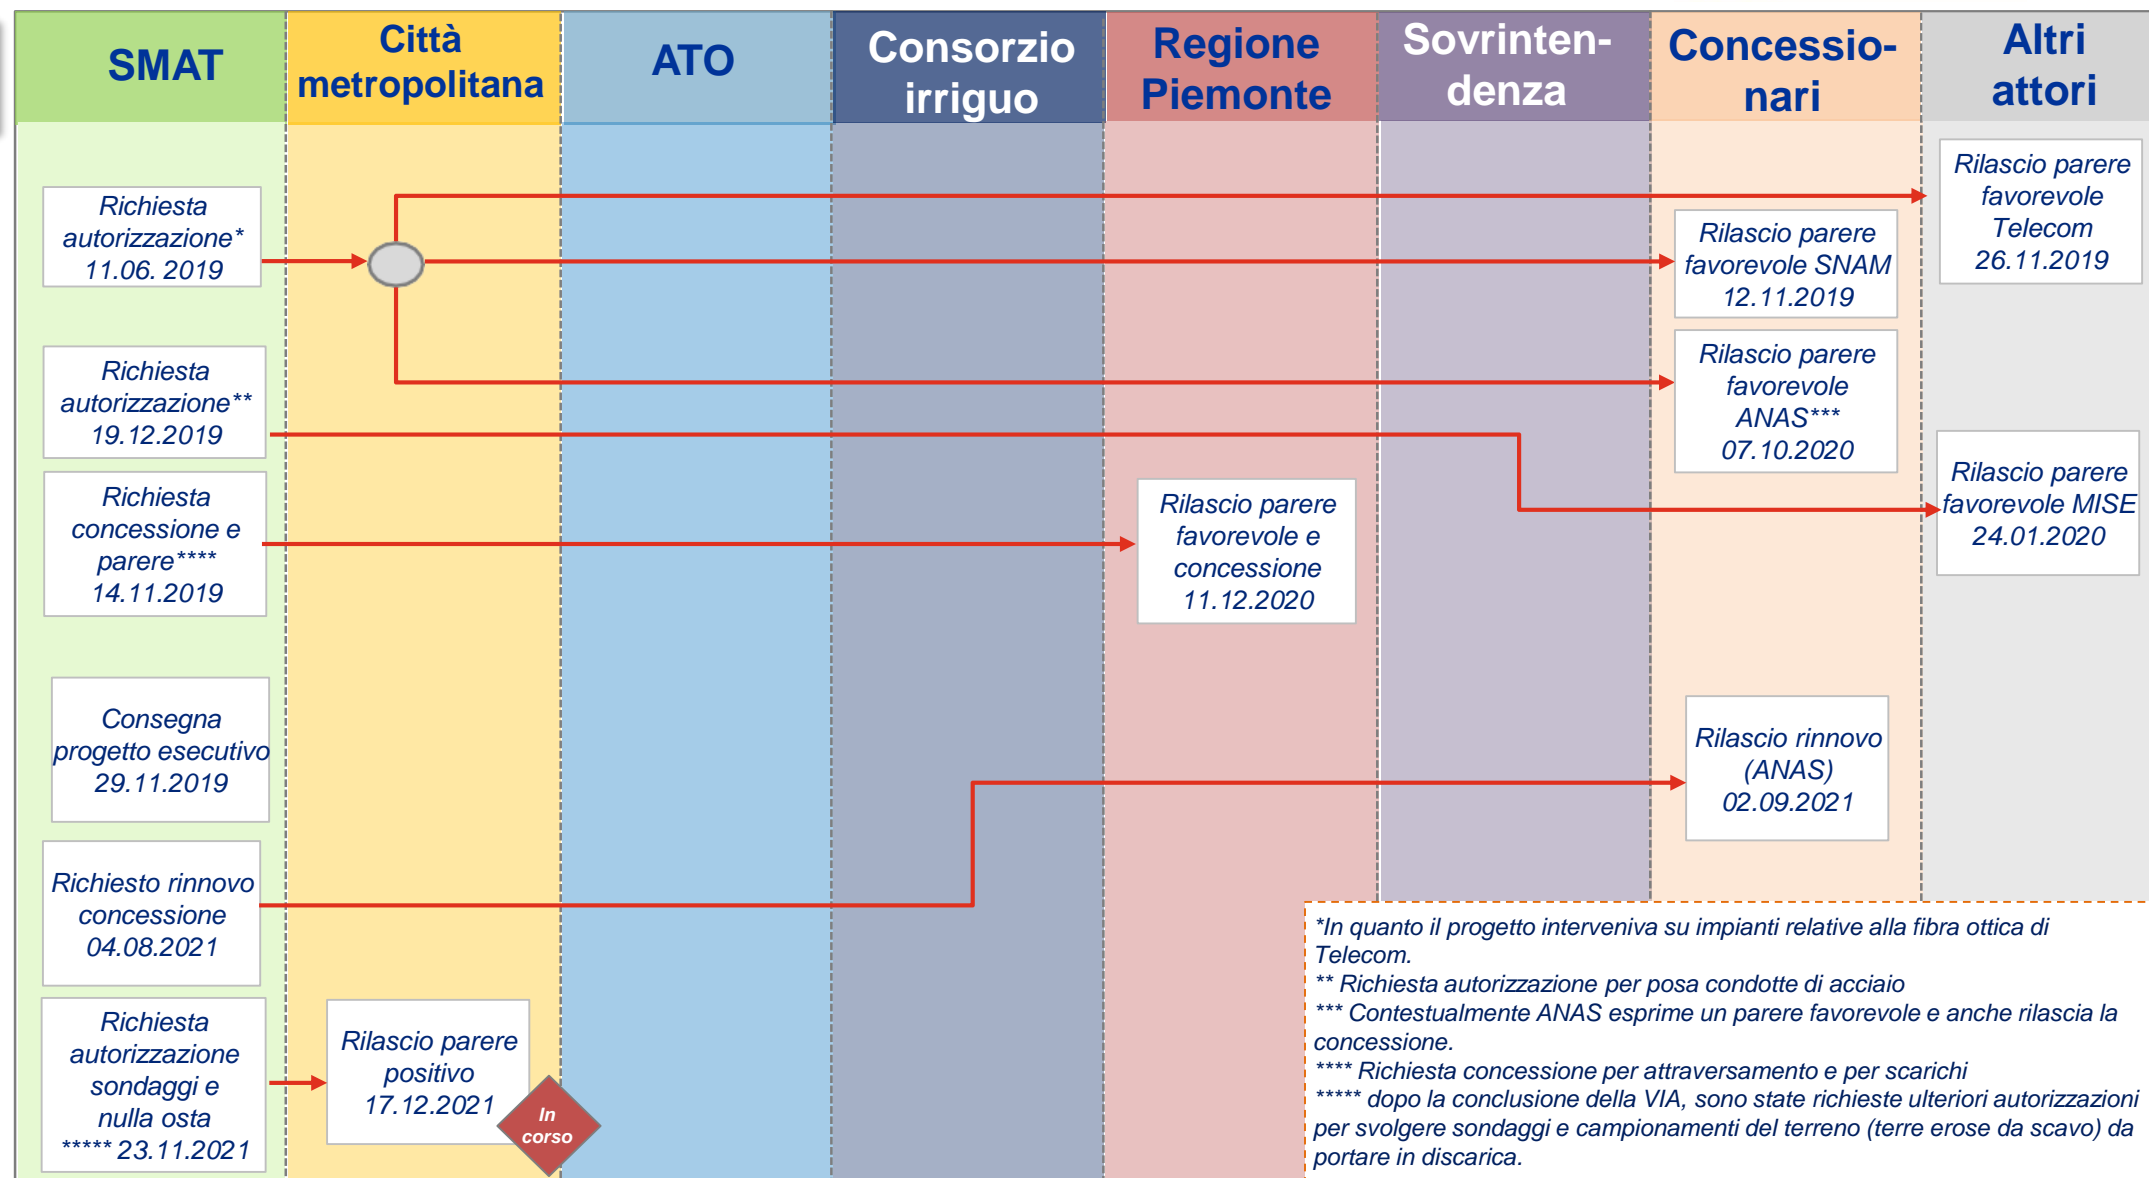 SMAT
Città
metropolitana
ATO
Consorzio
irriguo
Regione
Piemonte
Sovrinten-
denza
Concessio-
nari
Altri
attori
Richiesta
autorizzazione*
11.06. 2019
Rilascio parere
favorevole
Telecom
26.11.2019
Rilascio parere
favorevole SNAM
12.11.2019
Richiesta
autorizzazione**
19.12.2019
Rilascio parere
favorevole
ANAS***
07.10.2020
Rilascio parere
favorevole MISE
24.01.2020
Richiesta
concessione e
parere****
14.11.2019
Rilascio parere
favorevole e
concessione
11.12.2020
Consegna
progetto esecutivo
29.11.2019
Rilascio rinnovo
(ANAS)
02.09.2021
Richiesto rinnovo
concessione
04.08.2021
Richiesta
autorizzazione
sondaggi e
nulla osta
***** 23.11.2021
Rilascio parere
positivo
17.12.2021
In
corso
*In quanto il progetto interveniva su impianti relative alla fibra ottica di
Telecom.
** Richiesta autorizzazione per posa condotte di acciaio
*** Contestualmente ANAS esprime un parere favorevole e anche rilascia la
concessione.
**** Richiesta concessione per attraversamento e per scarichi
***** dopo la conclusione della VIA, sono state richieste ulteriori autorizzazioni
per svolgere sondaggi e campionamenti del terreno (terre erose da scavo) da
portare in discarica.